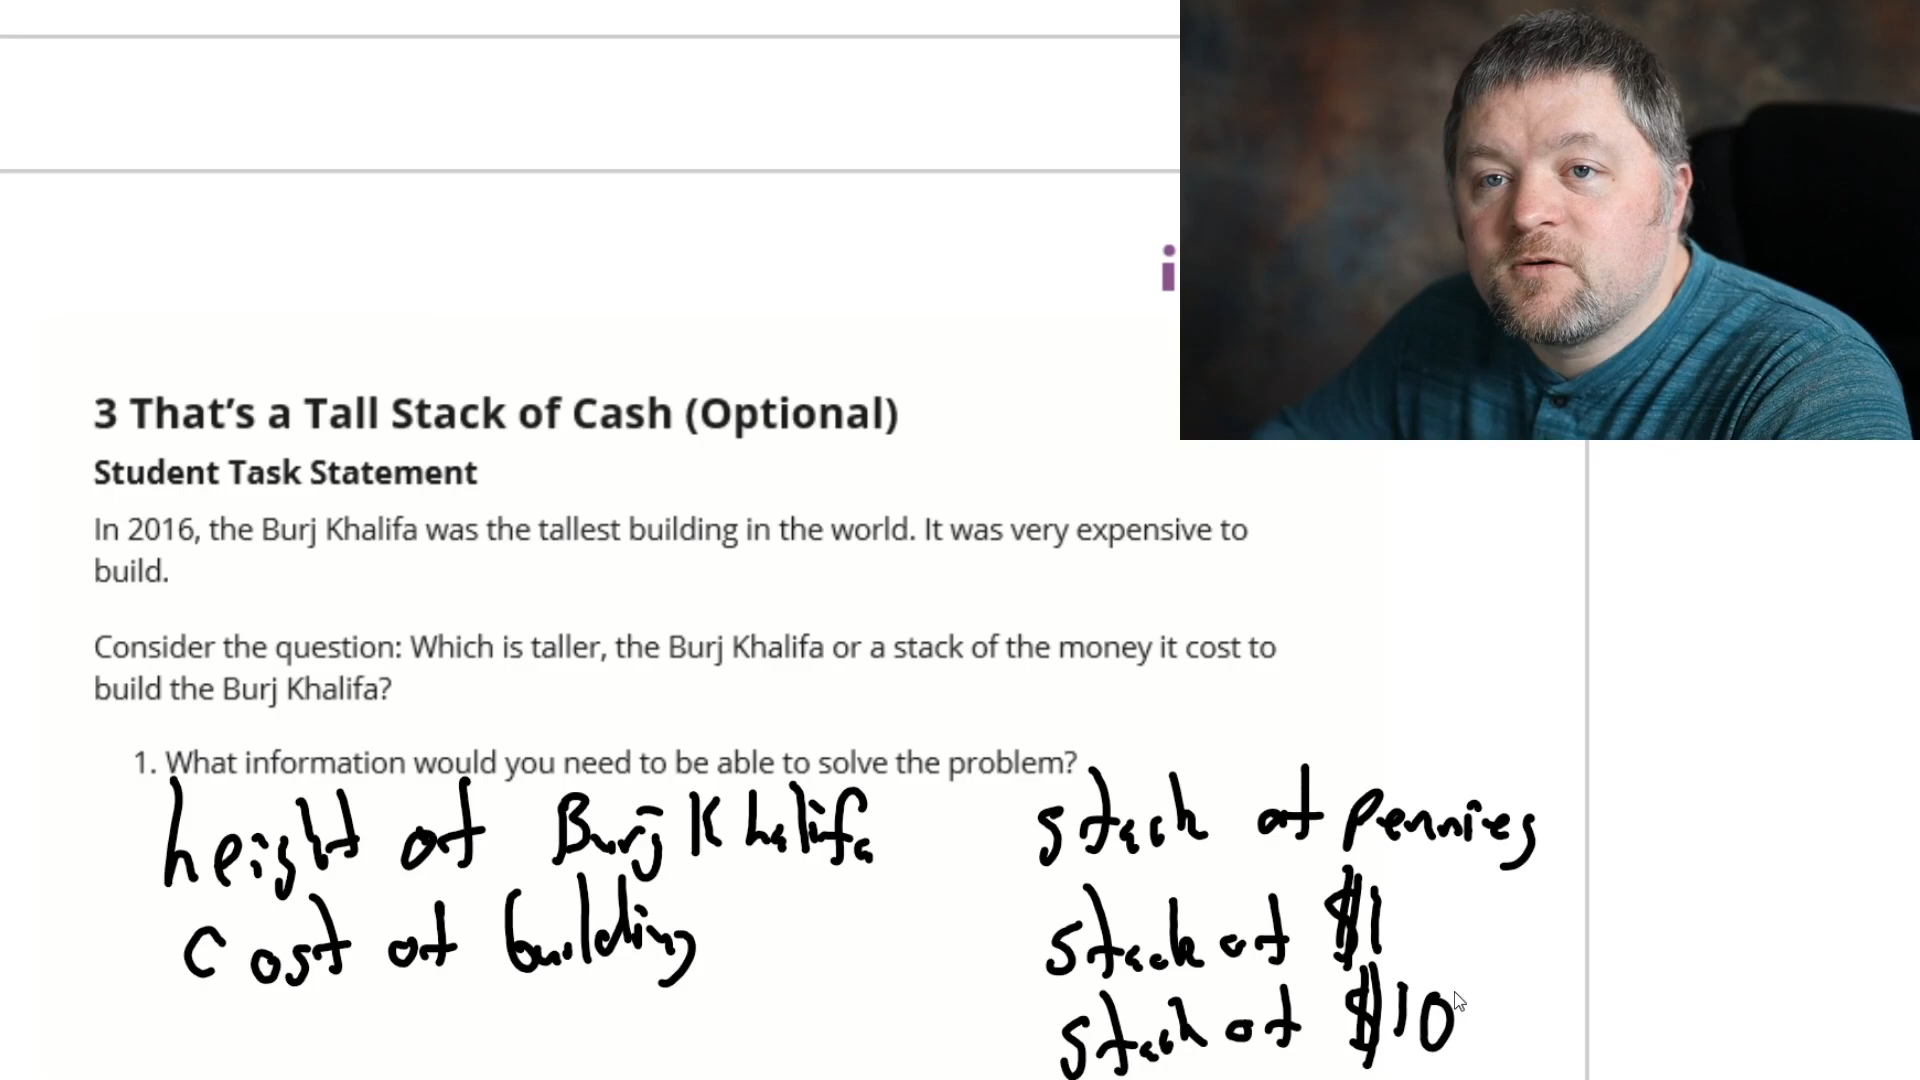 i
3 That's a Tall Stack of Cash (Optional)
Student Task Statement
In 2016, the Burj Khalifa was the tallest building in the world. It was very expensive to
build.
Consider the question: Which is taller, the Burj Khalifa or a stack of the money it cost to
build the Burj Khalifa?
1. What information would you need to be able to solve the problem?
height of Burj Khalifa
cost of building
stack of pennies
stack of $1
stack of $10